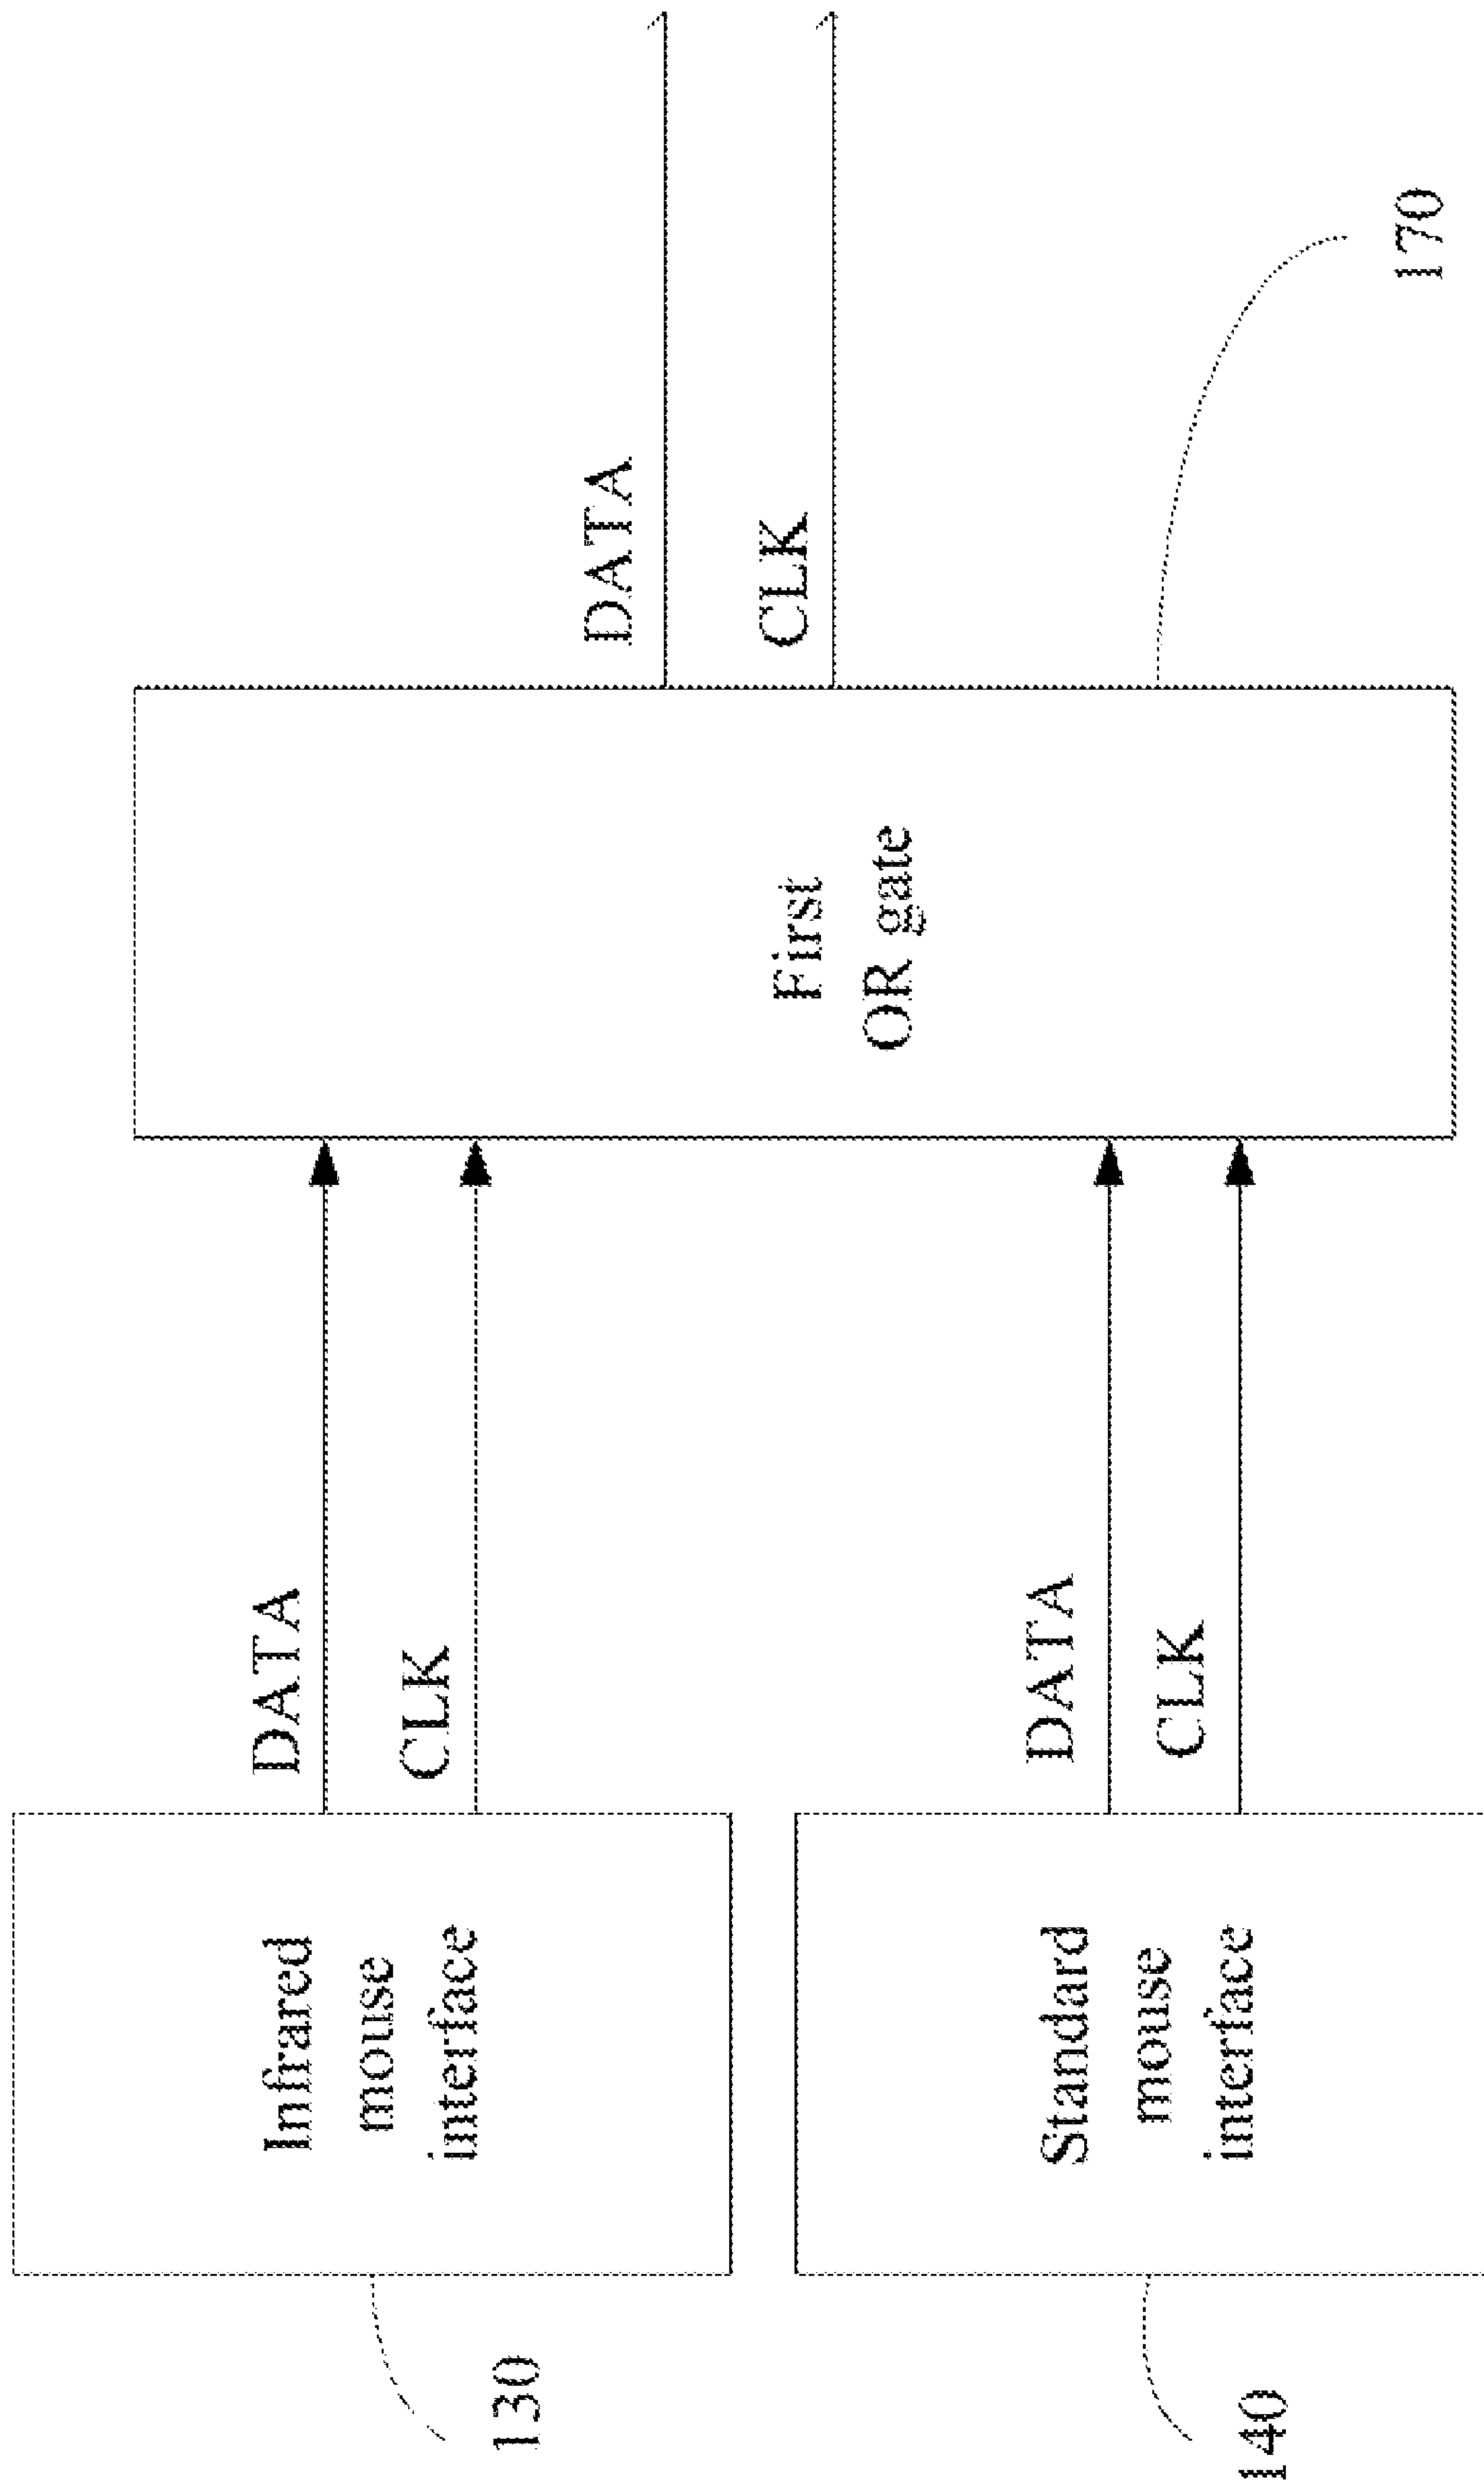 130
Infrared
mouse
interface
DATA
CLK
140
Standard
mouse
interface
DATA
CLK
First
OR gate
DATA
CLK
170